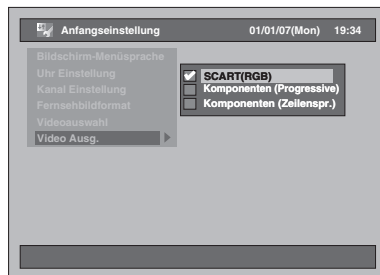 Anfangseinstellung 01/01/07(Mon) 19:34
Bildschirm-Menüsprache
Uhr Einstellung
Kanal Einstellung
Fernsehbildformat
Videoauswahl
Video Ausg.
SCART(RGB)
Komponenten (Progressive)
Komponenten (Zeilenspr.)